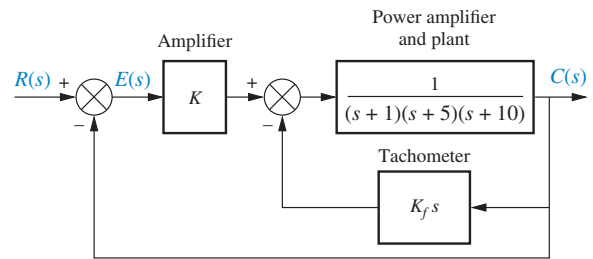 Power amplifier
and plant
Amplifier
R(s) + E(s) K + 1 C(s)
(s + 1)(s + 5)(s + 10)
− −
Tachometer
K_f s